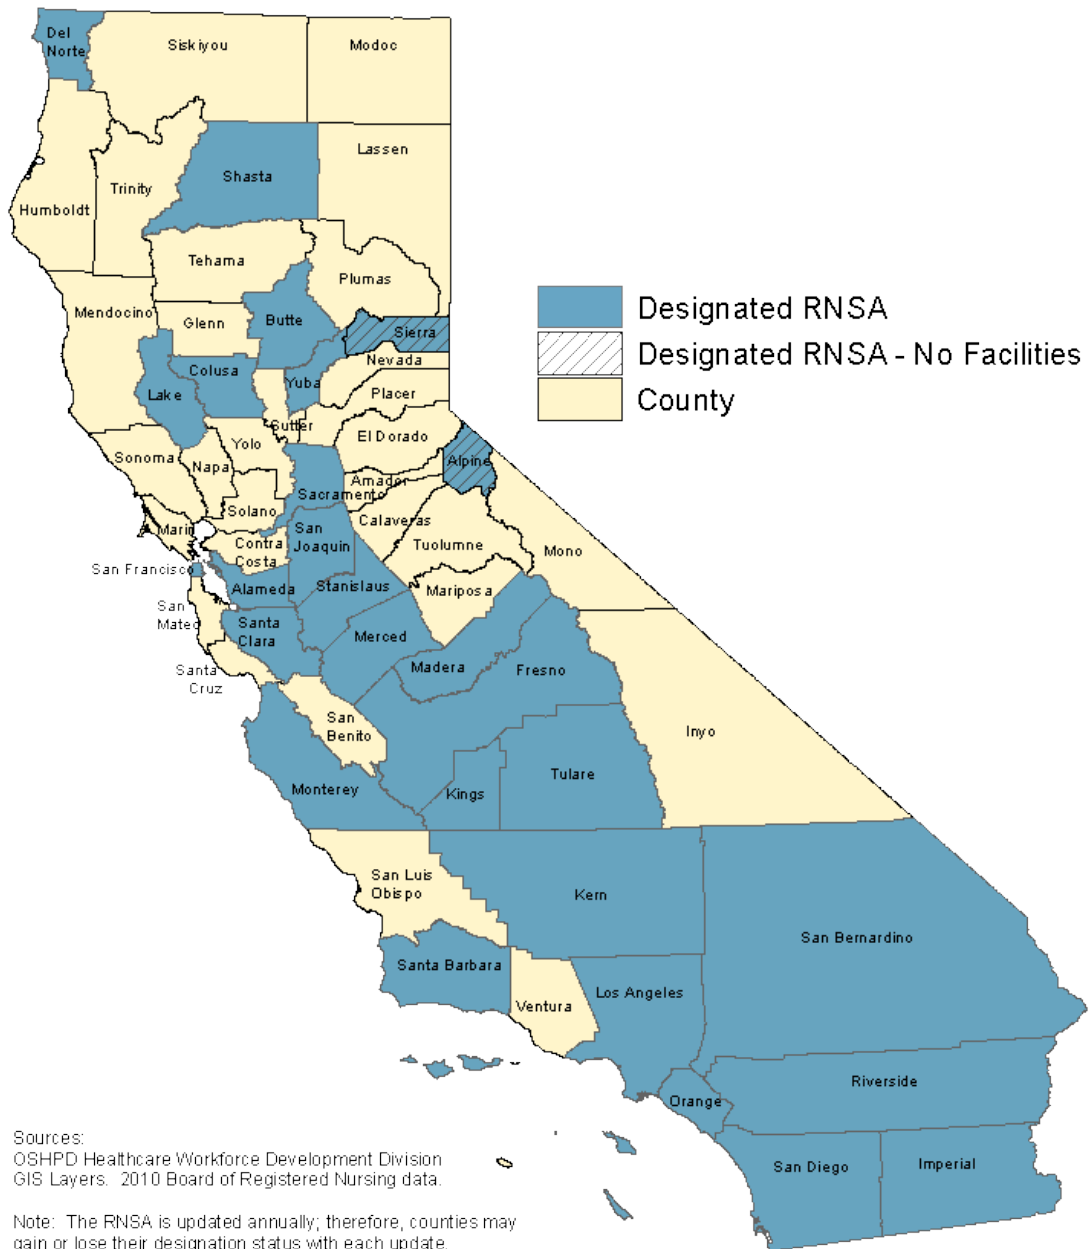 Del
Norte
Siskiyou
Modoc
Shasta
Lassen
Trinity
Humboldt
Tehama
Plumas
Mendocino
Glenn
Butte
Sierra
Nevada
Colusa
Yuba
Placer
Lake
Sutter
El Dorado
Yolo
Sonoma
Napa
Alpine
Amador
Sacramento
Solano
Calaveras
Marin
San
Joaquin
Contra
Costa
Tuolumne
Mono
San Francisco
Alameda
Stanislaus
Mariposa
San
Mateo
Santa
Clara
Merced
Madera
Fresno
Santa
Cruz
San
Benito
Inyo
Monterey
Kings
Tulare
San Luis
Obispo
Kern
San Bernardino
Santa Barbara
Ventura
Los Angeles
Riverside
Orange
San Diego
Imperial
Designated RNSA
Designated RNSA - No Facilities
County
Sources:
OSHPD Healthcare Workforce Development Division
GIS Layers. 2010 Board of Registered Nursing data.
Note: The RNSA is updated annually; therefore, counties may
gain or lose their designation status with each update.